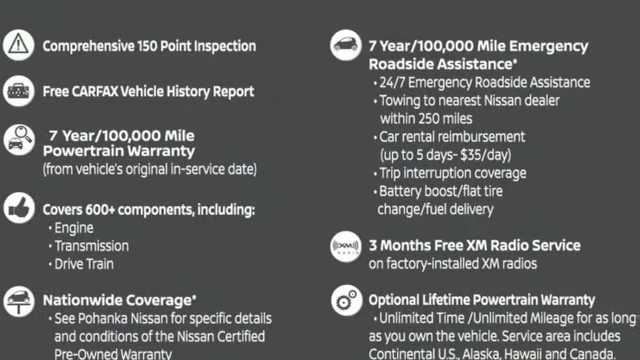 Comprehensive 150 Point Inspection
Free CARFAX Vehicle History Report
7 Year/100,000 Mile
Powertrain Warranty
(from vehicle's original in-service date)
Covers 600+ components, including:
• Engine
• Transmission
• Drive Train
Nationwide Coverage*
• See Pohanka Nissan for specific details
and conditions of the Nissan Certified
Pre-Owned Warranty
7 Year/100,000 Mile Emergency
Roadside Assistance*
• 24/7 Emergency Roadside Assistance
• Towing to nearest Nissan dealer
within 250 miles
• Car rental reimbursement
(up to 5 days- $35/day)
• Trip interruption coverage
• Battery boost/flat tire
change/fuel delivery
XM
RADIO
3 Months Free XM Radio Service
on factory-installed XM radios
Optional Lifetime Powertrain Warranty
• Unlimited Time /Unlimited Mileage for as long
as you own the vehicle. Service area includes
Continental U.S., Alaska, Hawaii and Canada.